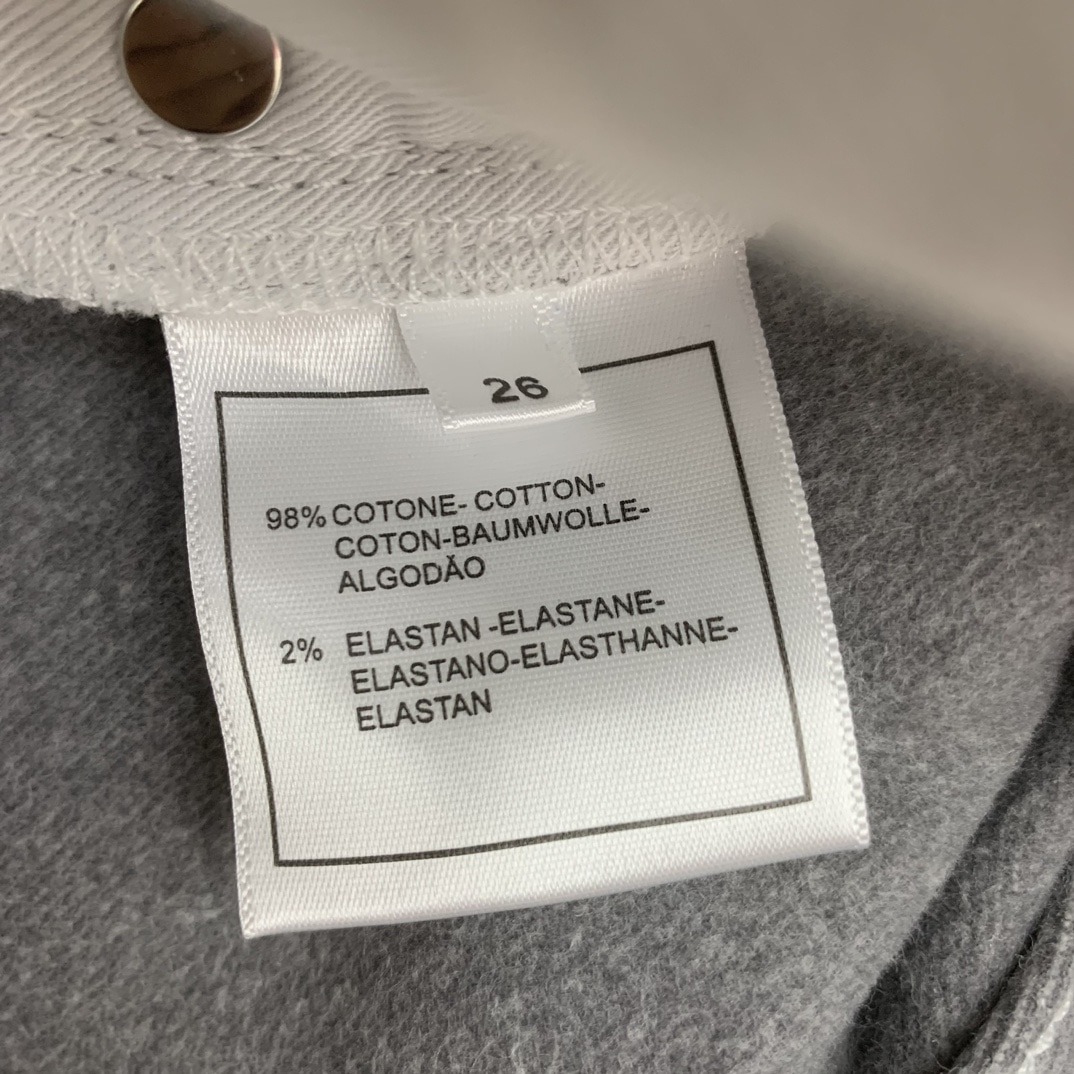 26
98% COTONE- COTTON-
COTON-BAUMWOLLE-
ALGODÃO
2% ELASTAN -ELASTANE-
ELASTANO-ELASTHANNE-
ELASTAN